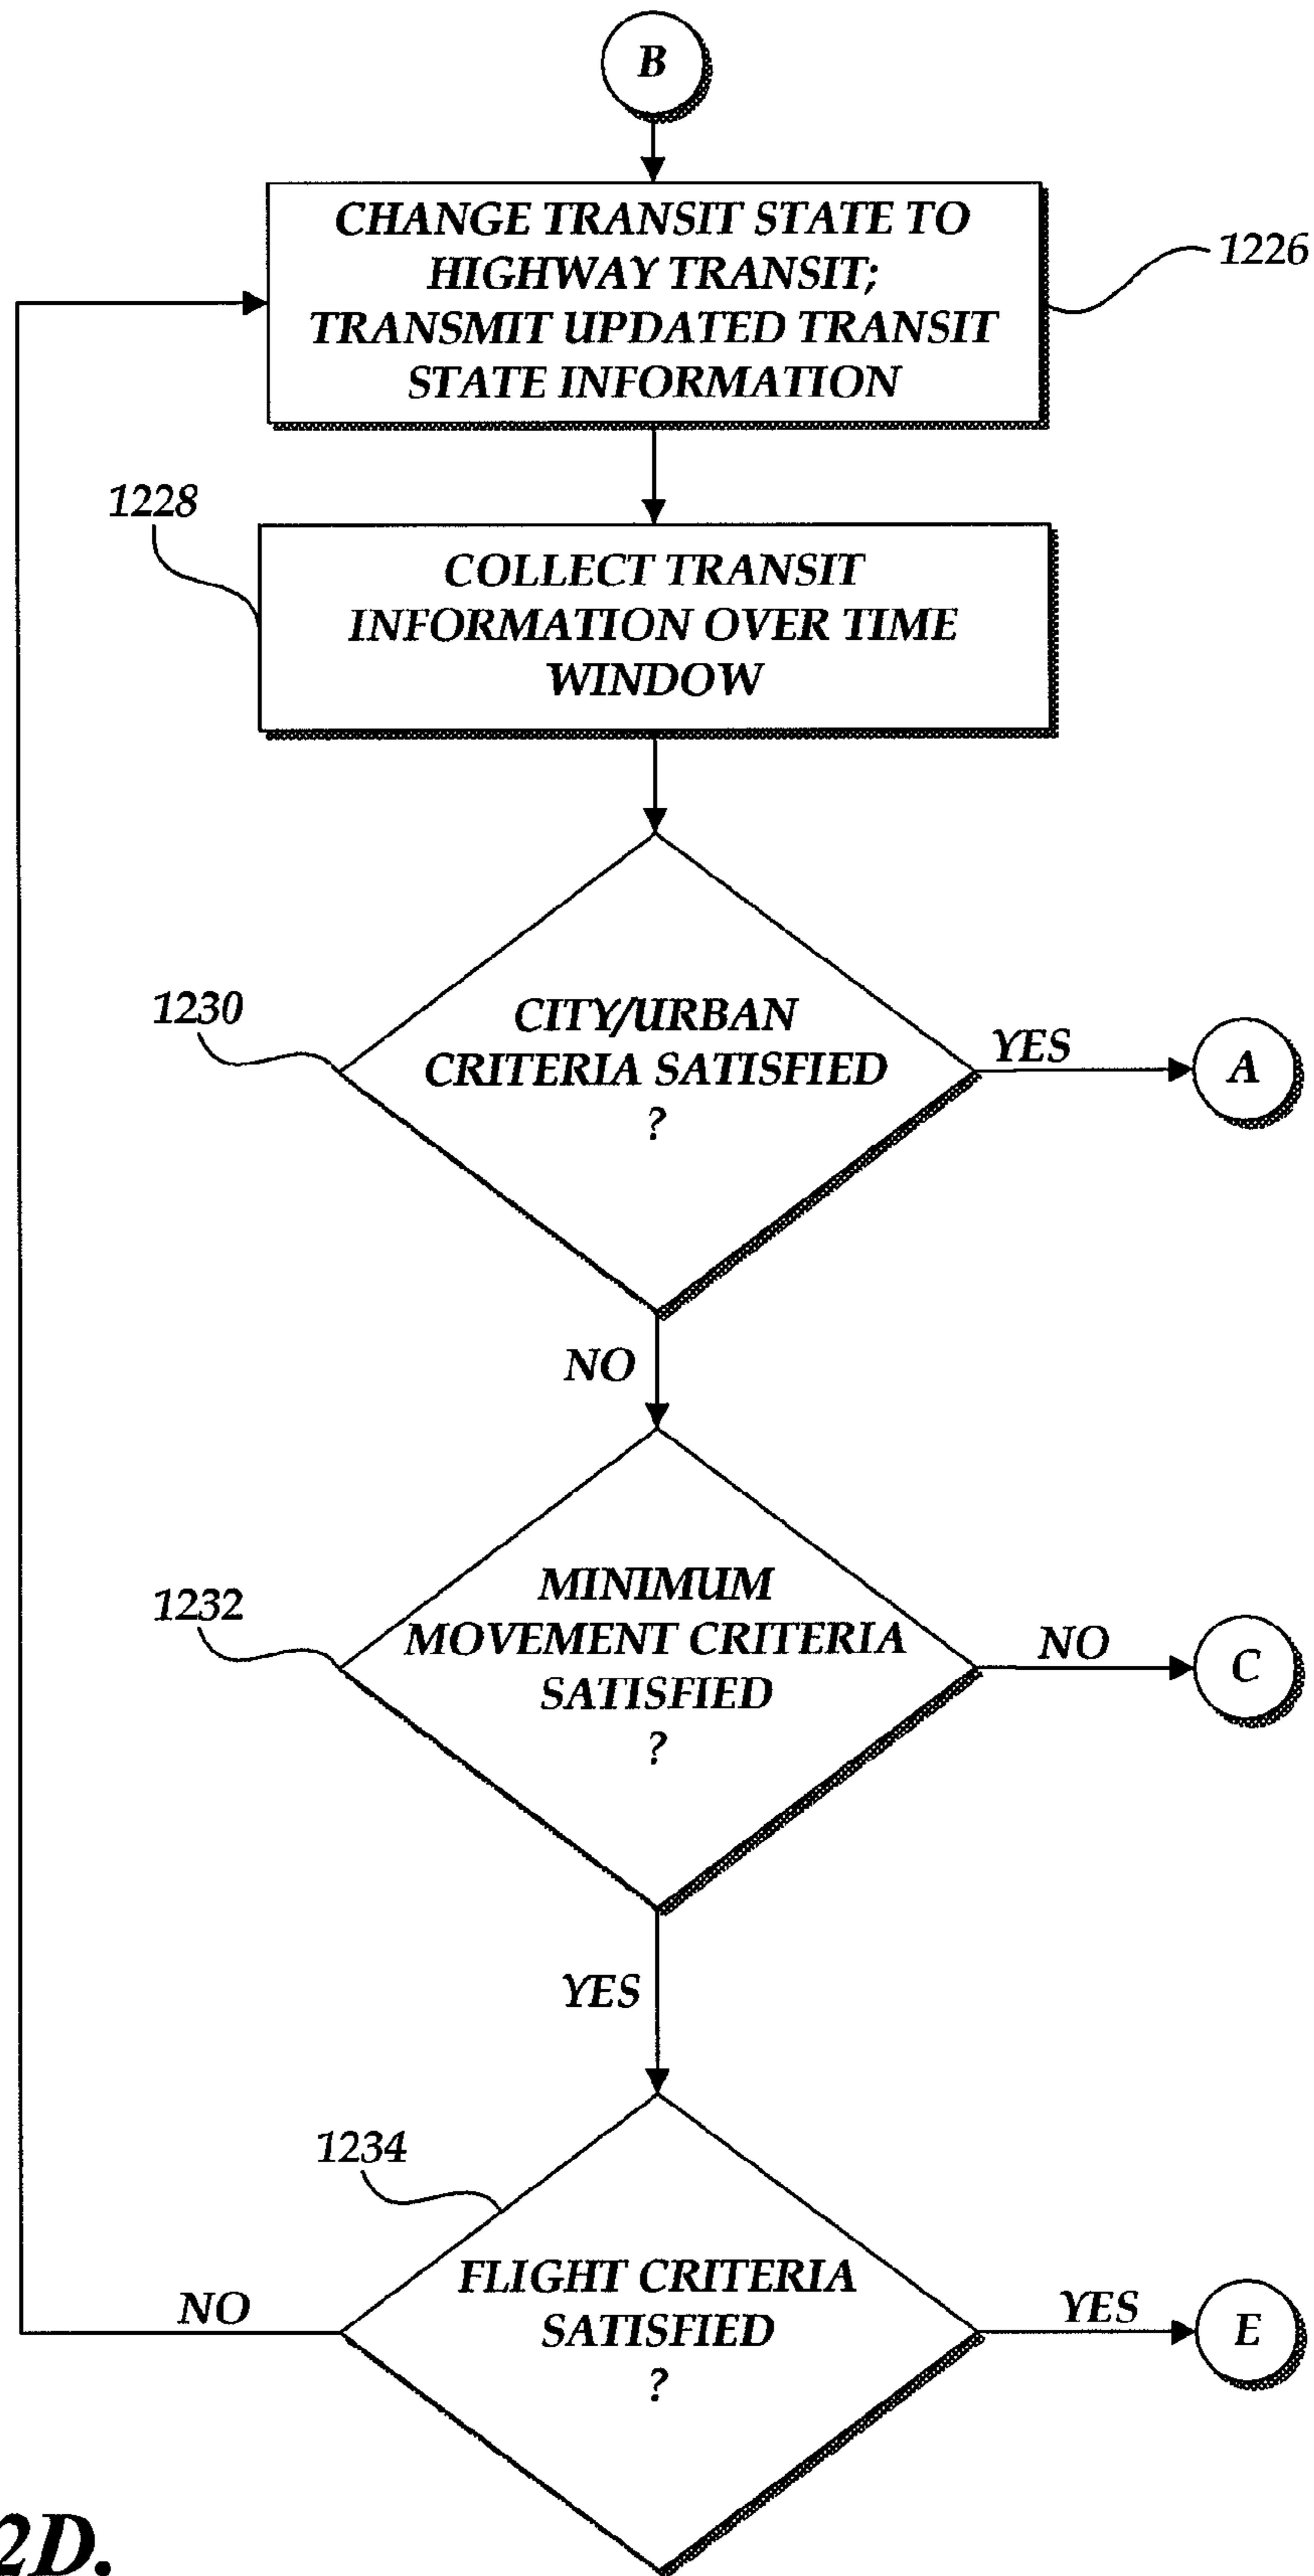 B
CHANGE TRANSIT STATE TO
HIGHWAY TRANSIT;
TRANSMIT UPDATED TRANSIT
STATE INFORMATION
1226
1228
COLLECT TRANSIT
INFORMATION OVER TIME
WINDOW
1230
CITY/URBAN
CRITERIA SATISFIED
?
YES
A
NO
1232
MINIMUM
MOVEMENT CRITERIA
SATISFIED
?
NO
C
YES
1234
FLIGHT CRITERIA
SATISFIED
?
NO
YES
E
2D.